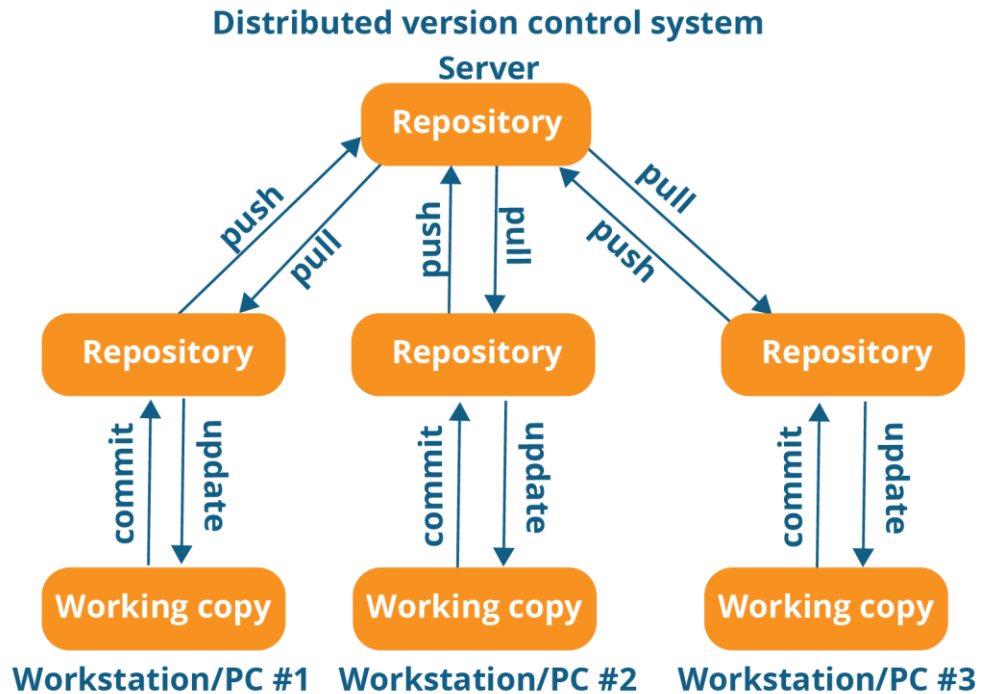 Distributed version control system
Server
Repository
push
pull
push
pull
push
pull
Repository
Repository
Repository
commit
update
commit
update
commit
update
Working copy
Working copy
Working copy
Workstation/PC #1
Workstation/PC #2
Workstation/PC #3